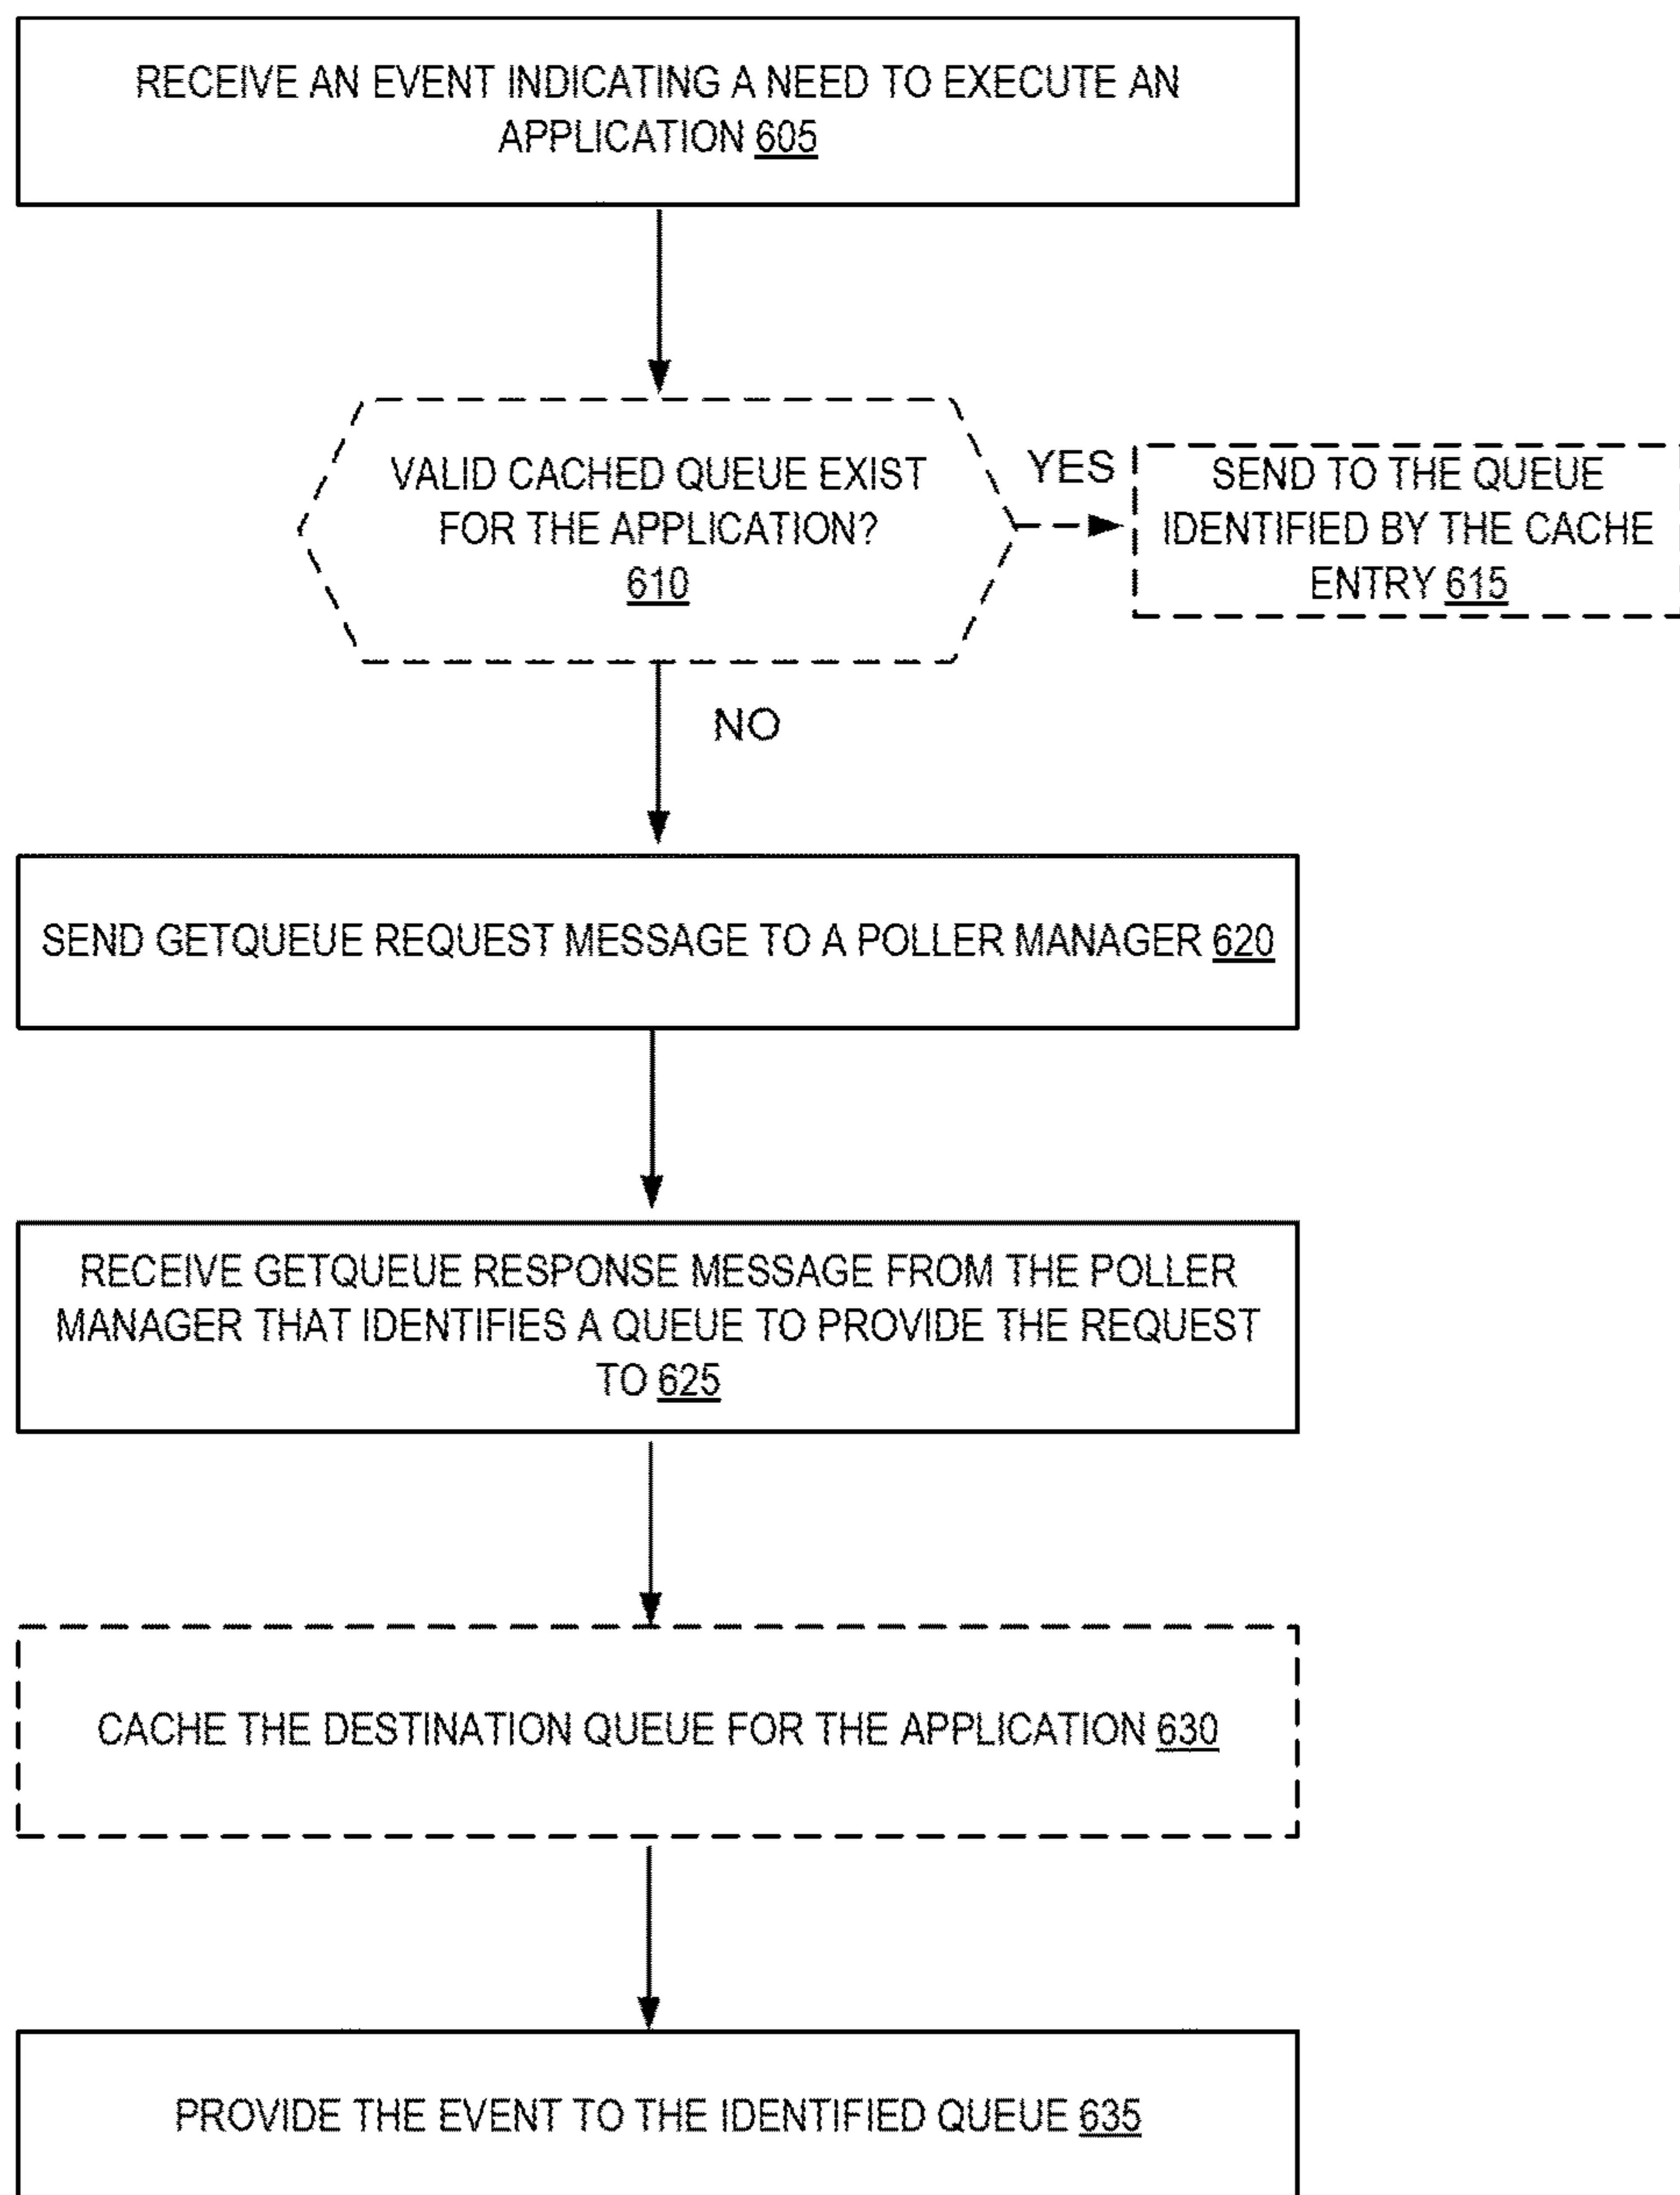 RECEIVE AN EVENT INDICATING A NEED TO EXECUTE AN
APPLICATION 605
VALID CACHED QUEUE EXIST
FOR THE APPLICATION?
610
YES
SEND TO THE QUEUE
IDENTIFIED BY THE CACHE
ENTRY 615
NO
SEND GETQUEUE REQUEST MESSAGE TO A POLLER MANAGER 620
RECEIVE GETQUEUE RESPONSE MESSAGE FROM THE POLLER
MANAGER THAT IDENTIFIES A QUEUE TO PROVIDE THE REQUEST
TO 625
CACHE THE DESTINATION QUEUE FOR THE APPLICATION 630
PROVIDE THE EVENT TO THE IDENTIFIED QUEUE 635